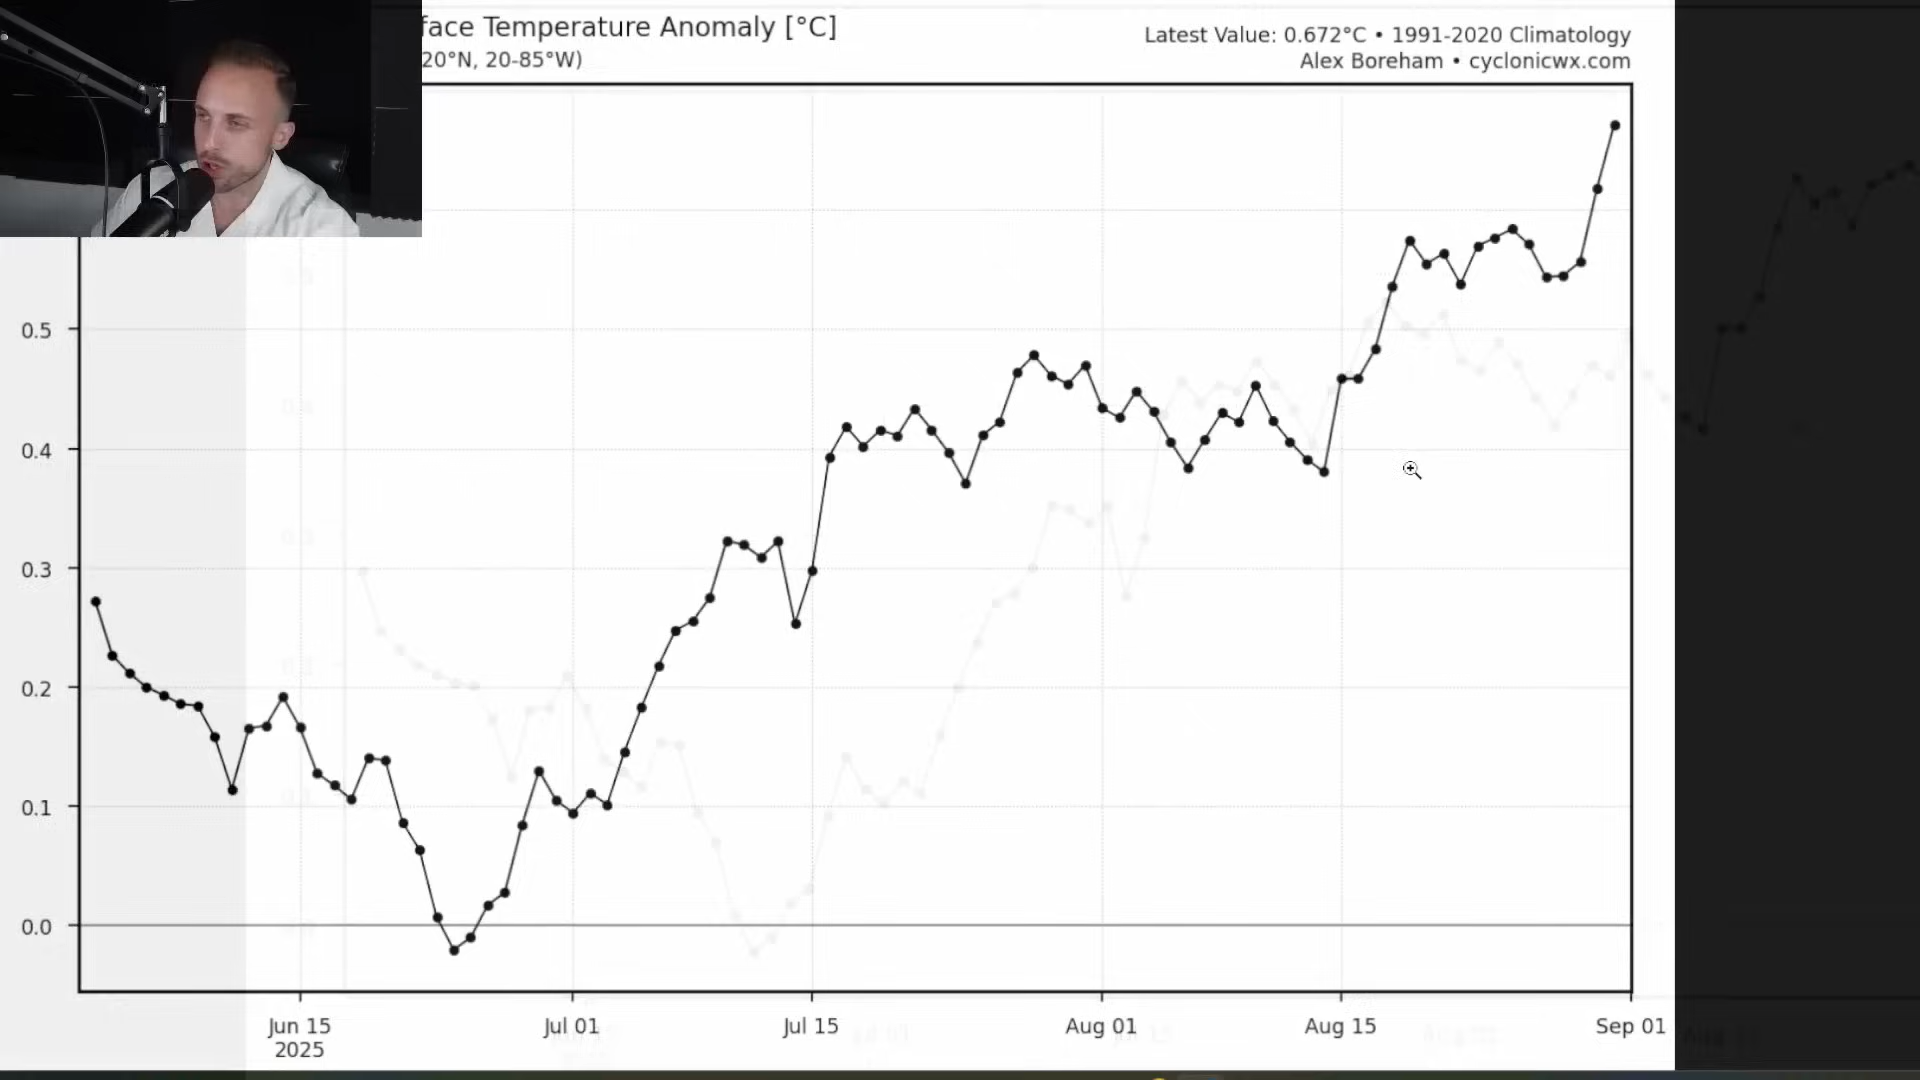 face Temperature Anomaly [°C]
20°N, 20-85°W)
Latest Value: 0.672°C • 1991-2020 Climatology
Alex Boreham • cyclonicwx.com
0.5
0.4
0.3
0.2
0.1
0.0
Jun 15
2025
Jul 01
Jul 15
Aug 01
Aug 15
Sep 01